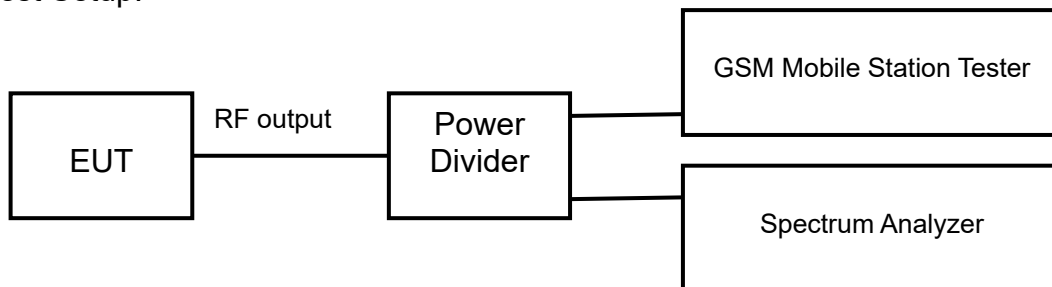 GSM Mobile Station Tester
RF output
EUT
Power
Divider
Spectrum Analyzer